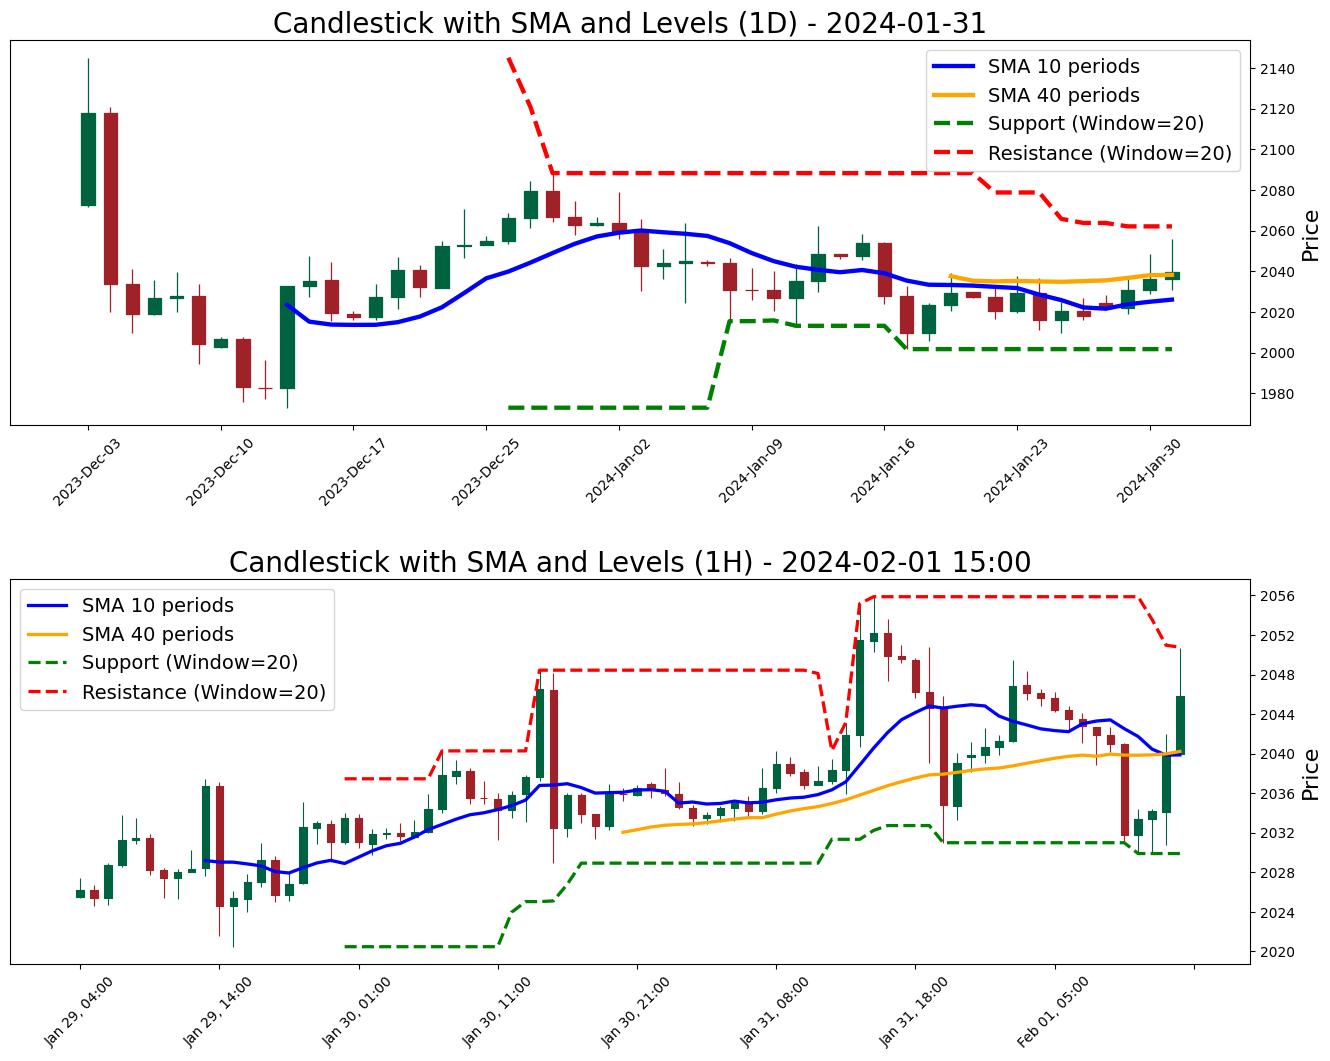 Candlestick with SMA and Levels (1D) - 2024-01-31
SMA 10 periods
SMA 40 periods
Support (Window=20)
Resistance (Window=20)
2140
2120
2100
2080
2060
2040
2020
2000
1980
Price
2023-Dec-03
2023-Dec-10
2023-Dec-17
2023-Dec-25
2024-Jan-02
2024-Jan-09
2024-Jan-16
2024-Jan-23
2024-Jan-30
Candlestick with SMA and Levels (1H) - 2024-02-01 15:00
SMA 10 periods
SMA 40 periods
Support (Window=20)
Resistance (Window=20)
2056
2052
2048
2044
2040
2036
2032
2028
2024
2020
Price
Jan 29, 04:00
Jan 29, 14:00
Jan 30, 01:00
Jan 30, 11:00
Jan 30, 21:00
Jan 31, 08:00
Jan 31, 18:00
Feb 01, 05:00